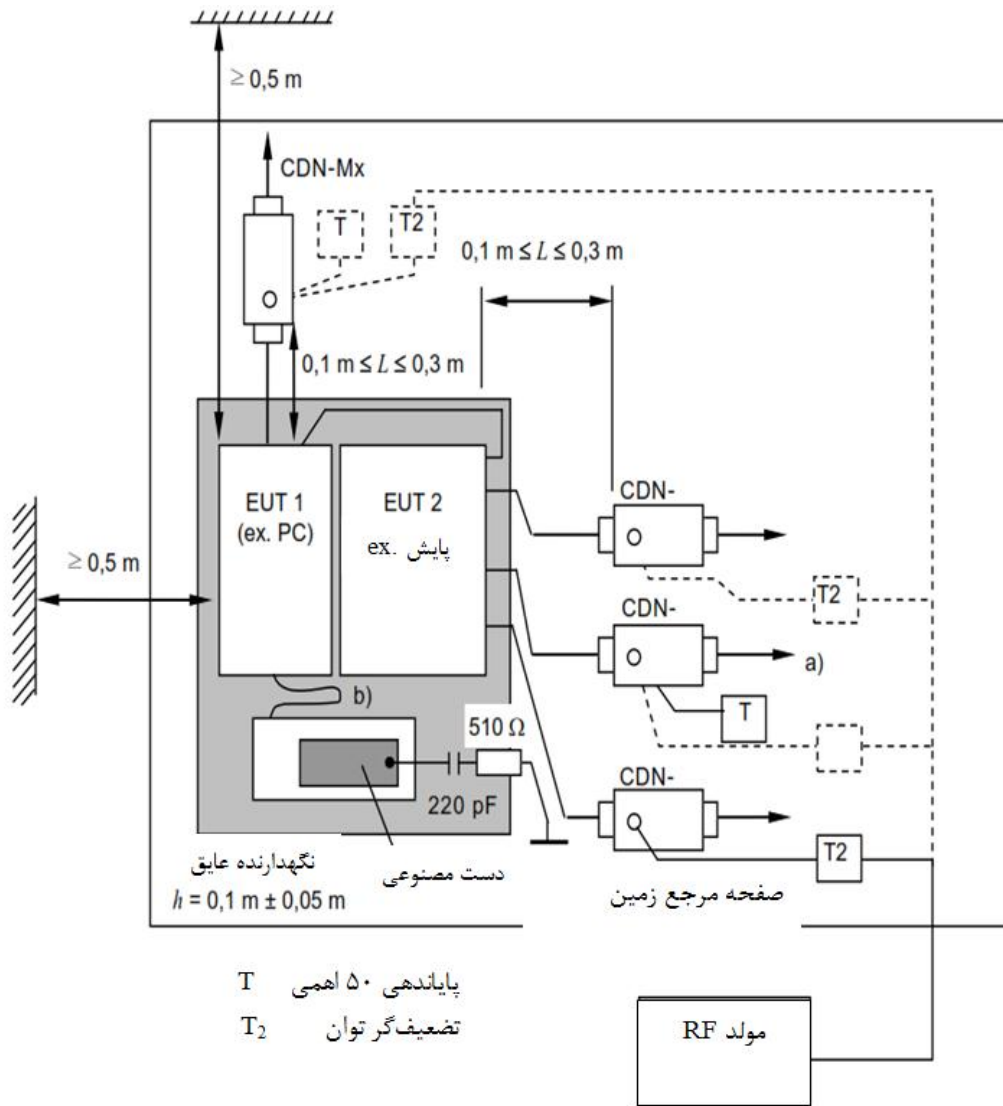 ≥ 0,5 m
CDN-Mx
T
T2
0,1 m ≤ L ≤ 0,3 m
0,1 m ≤ L ≤ 0,3 m
EUT 1
(ex. PC)
EUT 2
ex. پایش
CDN-
≥ 0,5 m
T2
CDN-
a)
b)
T
510 Ω
220 pF
CDN-
T2
نگهدارنده عایق
دست مصنوعی
صفحه مرجع زمین
h = 0,1 m ± 0,05 m
پایاندهی ۵۰ اهمی T
تضعیف‌گر توان T₂
مولد RF